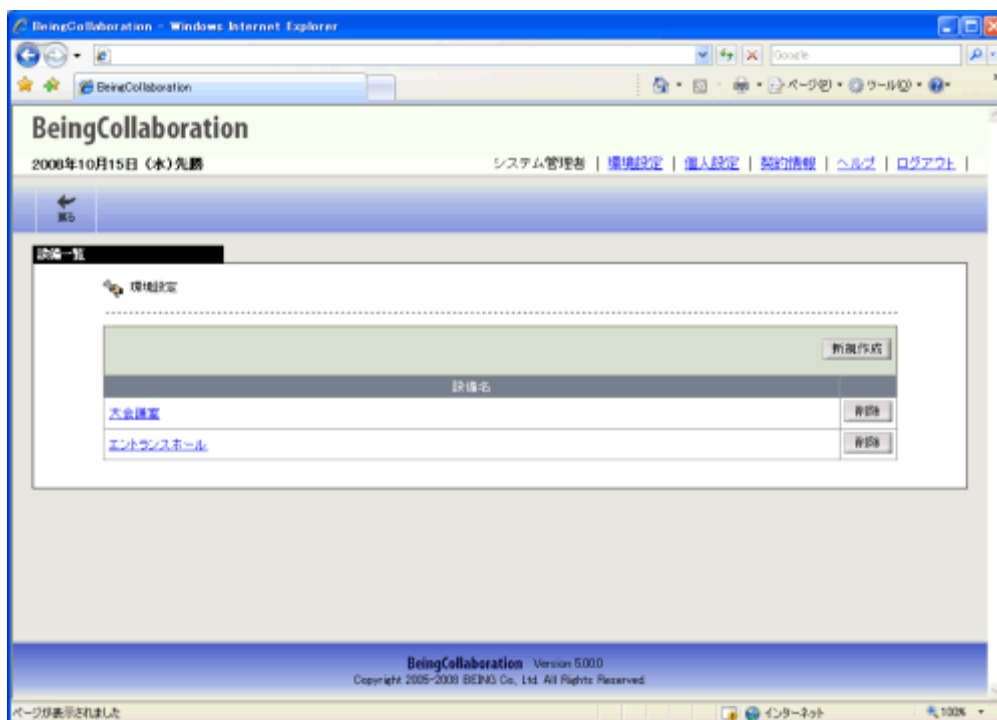 BeingCollaboration - Windows Internet Explorer
Google
BeingCollaboration
ページ(P)
ツール(O)
BeingCollaboration
2008年10月15日 (水)先勝
システム管理者 | 環境設定 | 個人設定 | 契約情報 | ヘルプ | ログアウト |
戻る
設備一覧
環境設定
新規作成
設備名
大会議室
削除
エントランスホール
削除
BeingCollaboration Version 5.00.0
Copyright 2005-2008 BEING Co., Ltd. All Rights Reserved.
ページが表示されました
インターネット
100%